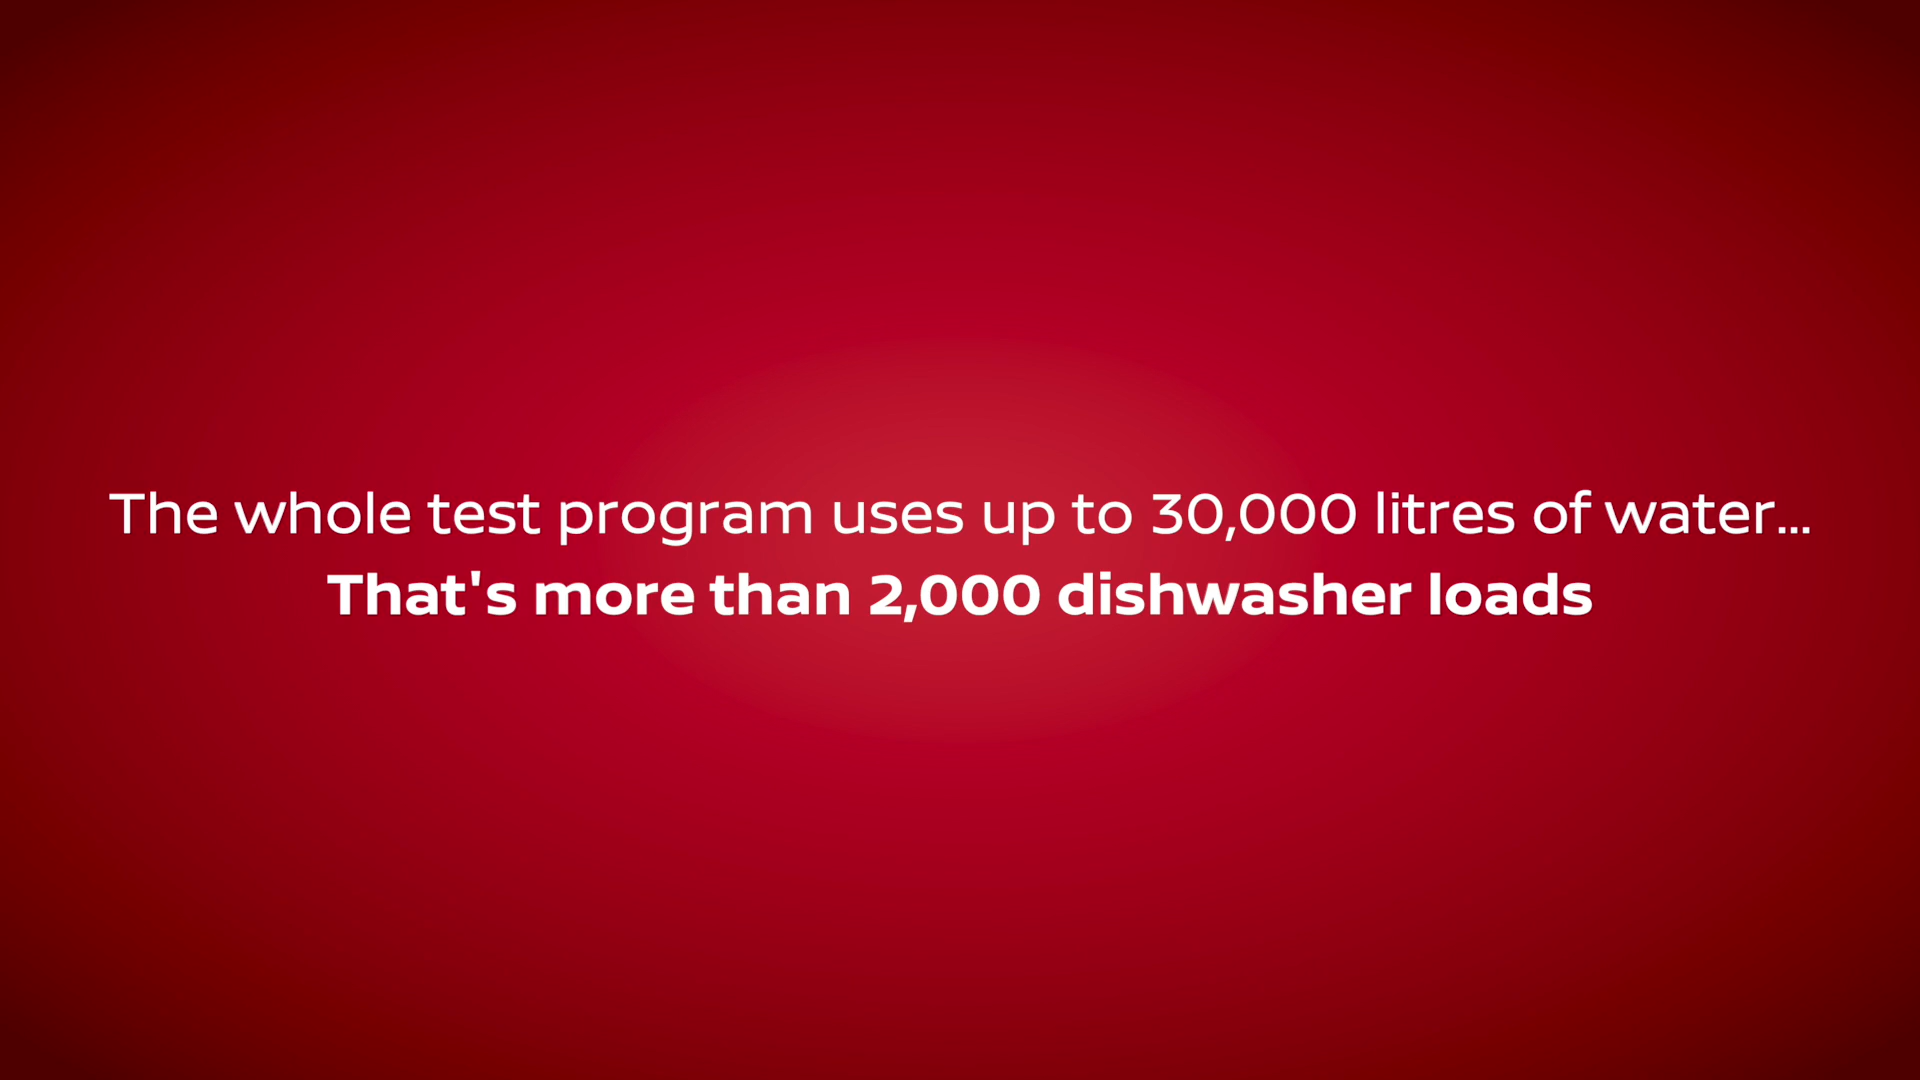 The whole test program uses up to 30,000 litres of water...
That's more than 2,000 dishwasher loads